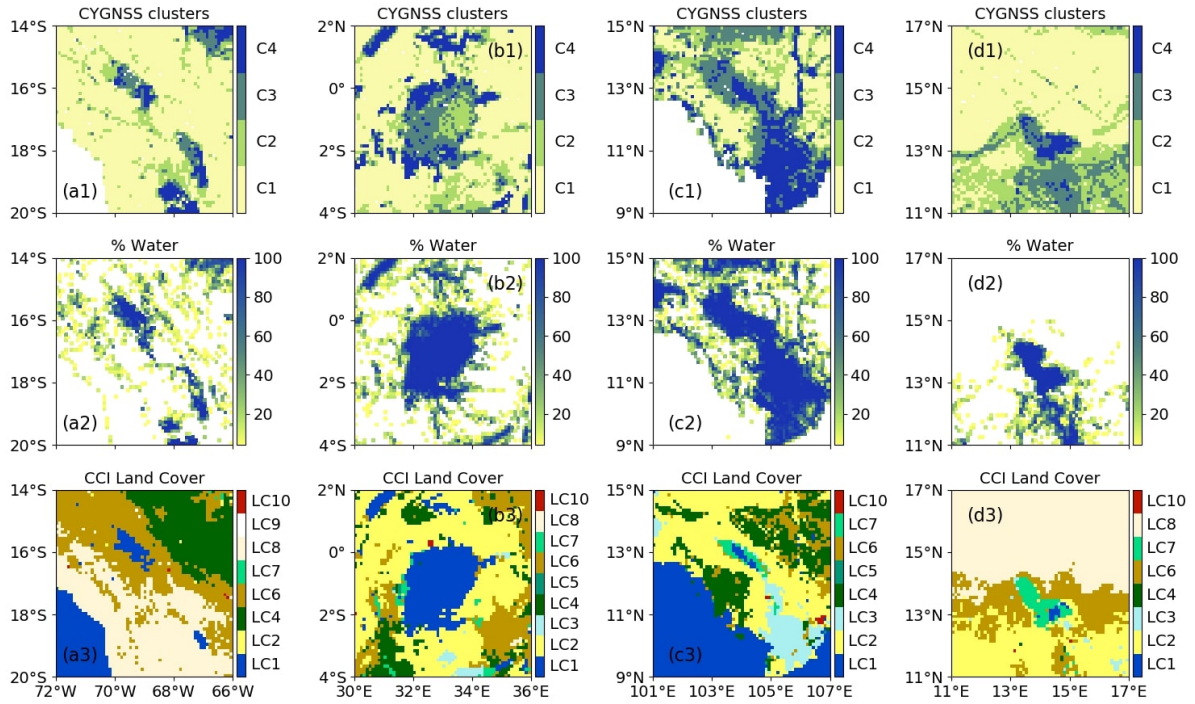 CYGNSS clusters
14°S
16°S
18°S
20°S
(a1)
C4
C3
C2
C1
CYGNSS clusters
2°N
0°
2°S
4°S
(b1)
C4
C3
C2
C1
CYGNSS clusters
15°N
13°N
11°N
9°N
(c1)
C4
C3
C2
C1
CYGNSS clusters
17°N
15°N
13°N
11°N
(d1)
C4
C3
C2
C1
% Water
14°S
16°S
18°S
20°S
(a2)
100
80
60
40
20
% Water
2°N
0°
2°S
4°S
(b2)
100
80
60
40
20
% Water
15°N
13°N
11°N
9°N
(c2)
100
80
60
40
20
% Water
17°N
15°N
13°N
11°N
(d2)
100
80
60
40
20
CCI Land Cover
14°S
16°S
18°S
20°S
(a3)
72°W 70°W 68°W 66°W
LC10
LC9
LC8
LC7
LC6
LC4
LC2
LC1
CCI Land Cover
2°N
0°
2°S
4°S
(b3)
30°E 32°E 34°E 36°E
LC10
LC8
LC7
LC6
LC5
LC4
LC3
LC2
LC1
CCI Land Cover
15°N
13°N
11°N
9°N
(c3)
101°E 103°E 105°E 107°E
LC10
LC7
LC6
LC5
LC4
LC3
LC2
LC1
CCI Land Cover
17°N
15°N
13°N
11°N
(d3)
11°E 13°E 15°E 17°E
LC10
LC8
LC7
LC6
LC4
LC3
LC2
LC1